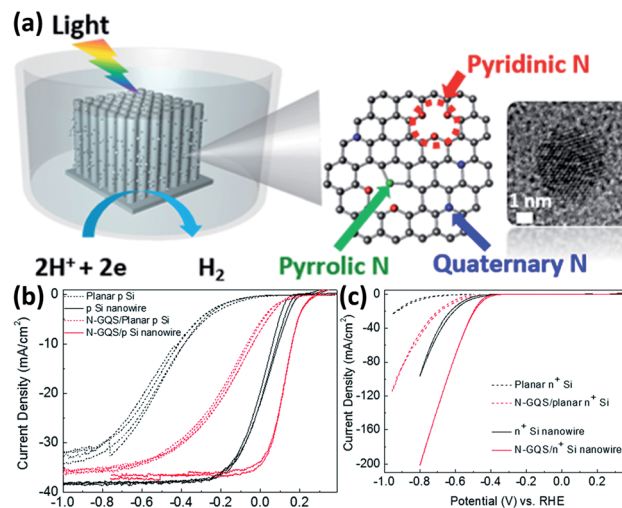 (a)
Light
Pyridinic N
1 nm
2H⁺ + 2e
H₂
Pyrrolic N
Quaternary N
(b)
Planar p Si
p Si nanowire
N-GQS/Planar p Si
N-GQS/p Si nanowire
Current Density (mA/cm²)
0
-10
-20
-30
-40
-1.0
-0.8
-0.6
-0.4
-0.2
0.0
0.2
(c)
Current Density (mA/cm²)
0
-40
-80
-120
-160
-200
Planar n⁺ Si
N-GQS/planar n⁺ Si
n⁺ Si nanowire
N-GQS/n⁺ Si nanowire
-1.0
-0.8
-0.6
-0.4
-0.2
0.0
0.2
Potential (V) vs. RHE